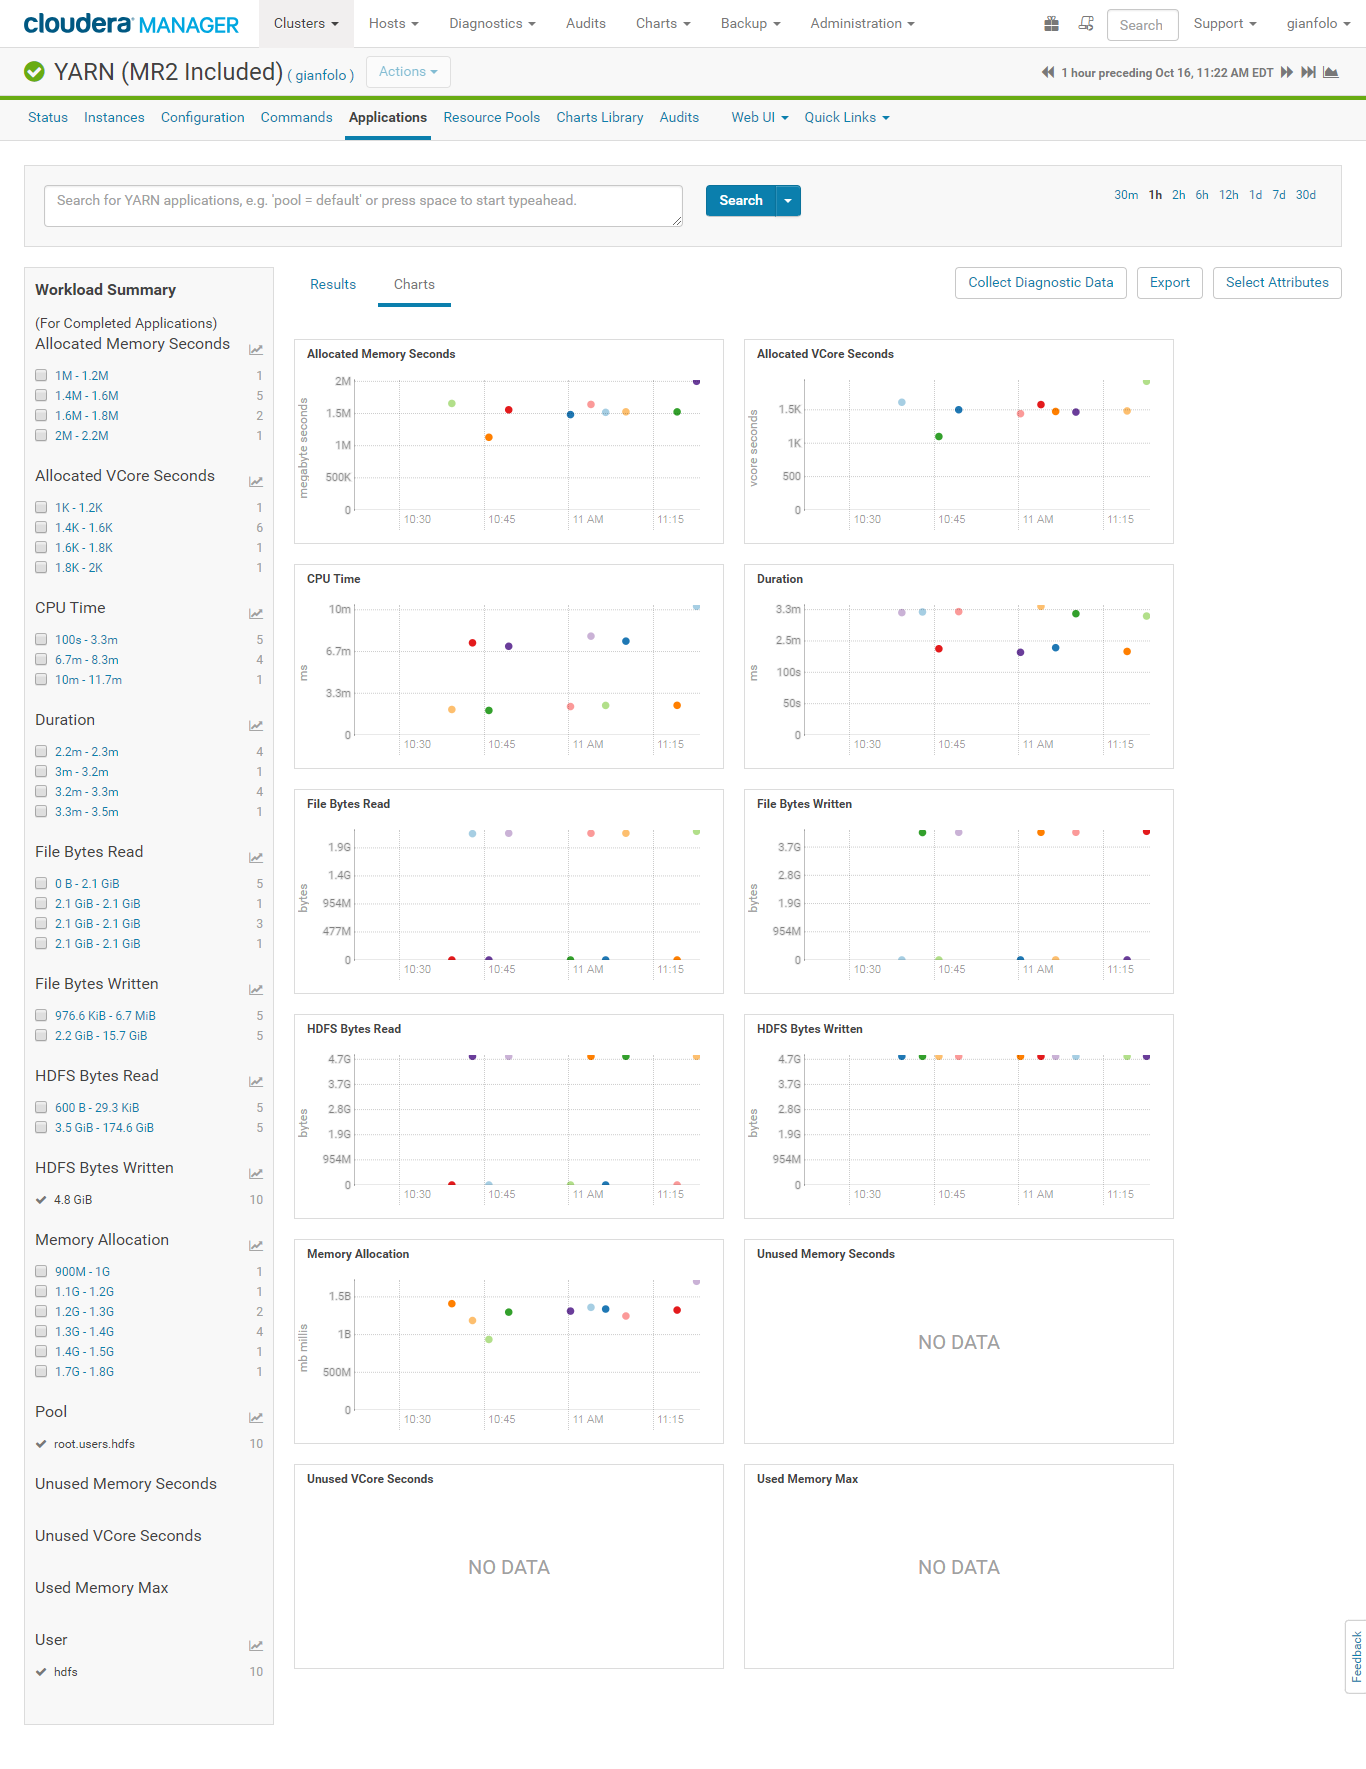 cloudera MANAGER Clusters Hosts Diagnostics Audits Charts Backup Administration Search Support gianfolo
YARN (MR2 Included) ( gianfolo ) Actions 1 hour preceding Oct 16, 11:22 AM EDT
Status Instances Configuration Commands Applications Resource Pools Charts Library Audits Web UI Quick Links
Search for YARN applications, e.g. 'pool = default' or press space to start typeahead. Search 30m 1h 2h 6h 12h 1d 7d 30d
Workload Summary
(For Completed Applications)
Allocated Memory Seconds
1M - 1.2M 1
1.4M - 1.6M 5
1.6M - 1.8M 2
2M - 2.2M 1
Allocated VCore Seconds
1K - 1.2K 1
1.4K - 1.6K 6
1.6K - 1.8K 1
1.8K - 2K 1
CPU Time
100s - 3.3m 5
6.7m - 8.3m 4
10m - 11.7m 1
Duration
2.2m - 2.3m 4
3m - 3.2m 1
3.2m - 3.3m 4
3.3m - 3.5m 1
File Bytes Read
0 B - 2.1 GiB 5
2.1 GiB - 2.1 GiB 1
2.1 GiB - 2.1 GiB 3
2.1 GiB - 2.1 GiB 1
File Bytes Written
976.6 KiB - 6.7 MiB 5
2.2 GiB - 15.7 GiB 5
HDFS Bytes Read
600 B - 29.3 KiB 5
3.5 GiB - 174.6 GiB 5
HDFS Bytes Written
4.8 GiB 10
Memory Allocation
900M - 1G 1
1.1G - 1.2G 1
1.2G - 1.3G 2
1.3G - 1.4G 4
1.4G - 1.5G 1
1.7G - 1.8G 1
Pool
root.users.hdfs 10
Unused Memory Seconds
Unused VCore Seconds
Used Memory Max
User
hdfs 10
Results Charts Collect Diagnostic Data Export Select Attributes
Allocated Memory Seconds
megabyte seconds
2M
1.5M
1M
500K
0
10:30 10:45 11 AM 11:15
Allocated VCore Seconds
vcore seconds
1.5K
1K
500
0
10:30 10:45 11 AM 11:15
CPU Time
ms
10m
6.7m
3.3m
0
10:30 10:45 11 AM 11:15
Duration
ms
3.3m
2.5m
100s
50s
0
10:30 10:45 11 AM 11:15
File Bytes Read
bytes
1.9G
1.4G
954M
477M
0
10:30 10:45 11 AM 11:15
File Bytes Written
bytes
3.7G
2.8G
1.9G
954M
0
10:30 10:45 11 AM 11:15
HDFS Bytes Read
bytes
4.7G
3.7G
2.8G
1.9G
954M
0
10:30 10:45 11 AM 11:15
HDFS Bytes Written
bytes
4.7G
3.7G
2.8G
1.9G
954M
0
10:30 10:45 11 AM 11:15
Memory Allocation
mb millis
1.5B
1B
500M
0
10:30 10:45 11 AM 11:15
Unused Memory Seconds
NO DATA
Unused VCore Seconds
NO DATA
Used Memory Max
NO DATA
Feedback